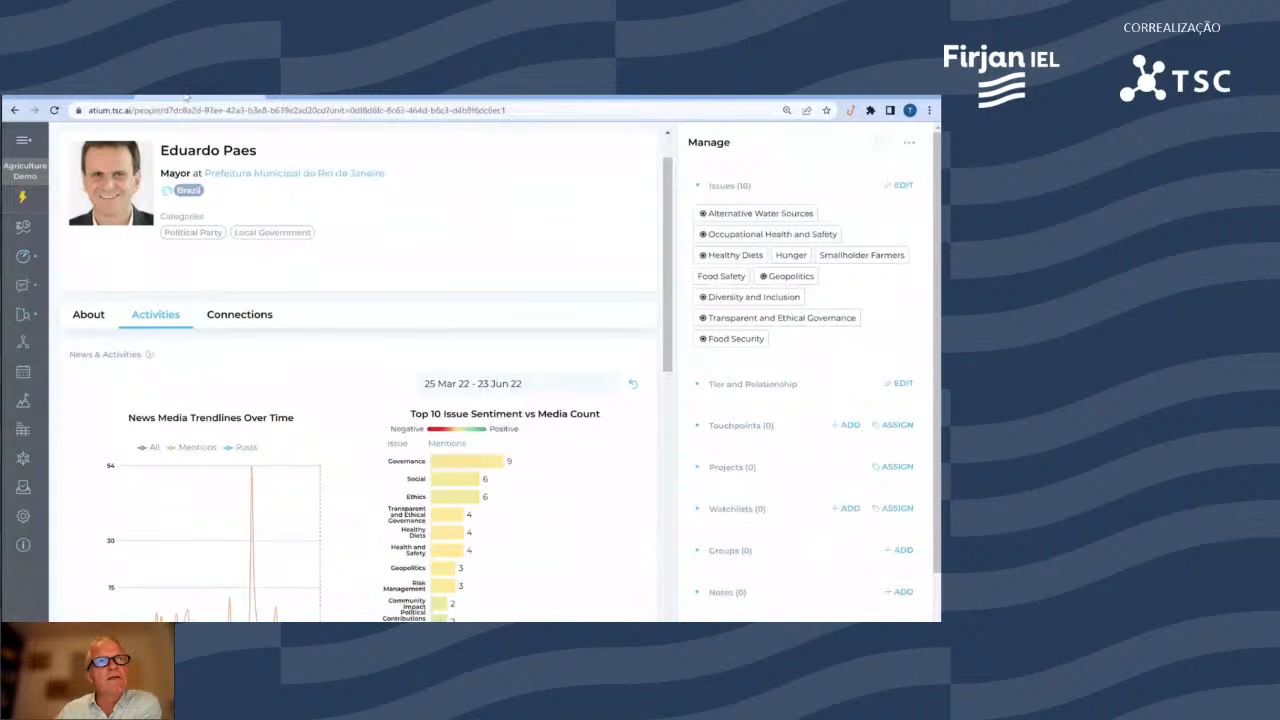 CORREALIZAÇÃO
Firjan IEL
TSC
Agriculture
Demo
Eduardo Paes
Mayor at Prefeitura Municipal do Rio de Janeiro
Brazil
Categories
Political Party
Local Government
About
Activities
Connections
News & Activities
25 Mar 22 - 23 Jun 22
News Media Trendlines Over Time
All
Mentions
Posts
54
30
15
Top 10 Issue Sentiment vs Media Count
Negative
Positive
Issue
Mentions
Governance
9
Social
6
Ethics
6
Transparent
and Ethical
Governance
4
Healthy
Diets
4
Health and
Safety
4
Geopolitics
3
Risk
Management
3
Community
Impact
2
Political
Contributions
Manage
Issues (10)
EDIT
Alternative Water Sources
Occupational Health and Safety
Healthy Diets
Hunger
Smallholder Farmers
Food Safety
Geopolitics
Diversity and Inclusion
Transparent and Ethical Governance
Food Security
Tier and Relationship
EDIT
Touchpoints (0)
+ ADD
ASSIGN
Projects (0)
ASSIGN
Watchlists (0)
+ ADD
ASSIGN
Groups (0)
+ ADD
Notes (0)
+ ADD